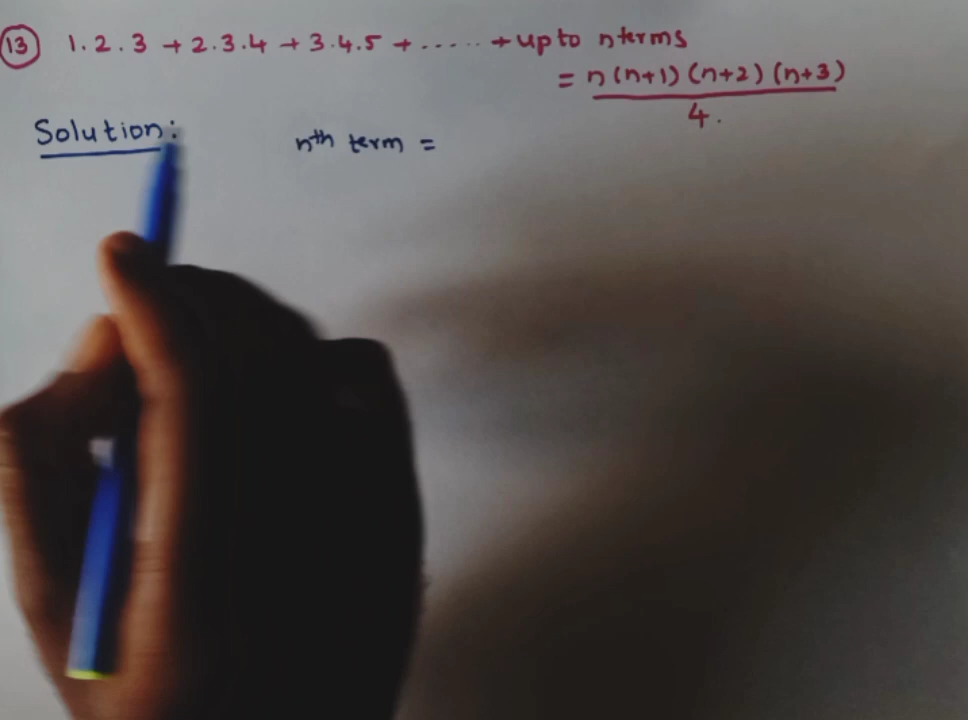 13 1.2.3 + 2.3.4 + 3.4.5 + ..... + upto n terms
= n(n+1)(n+2)(n+3)
4.
Solution:
nth term =